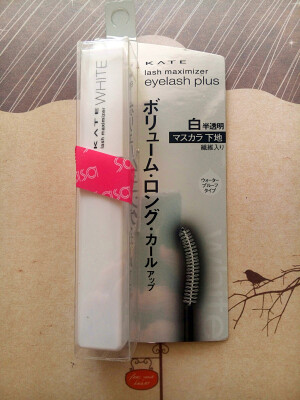 KATE
lash maximizer
eyelash plus
白 半透明
マスカラ下地
繊維入り
ウォーター
プルーフ
タイプ
ボリューム・ロング・カール
アップ
KATE
lash maximizer WHITE
sasa